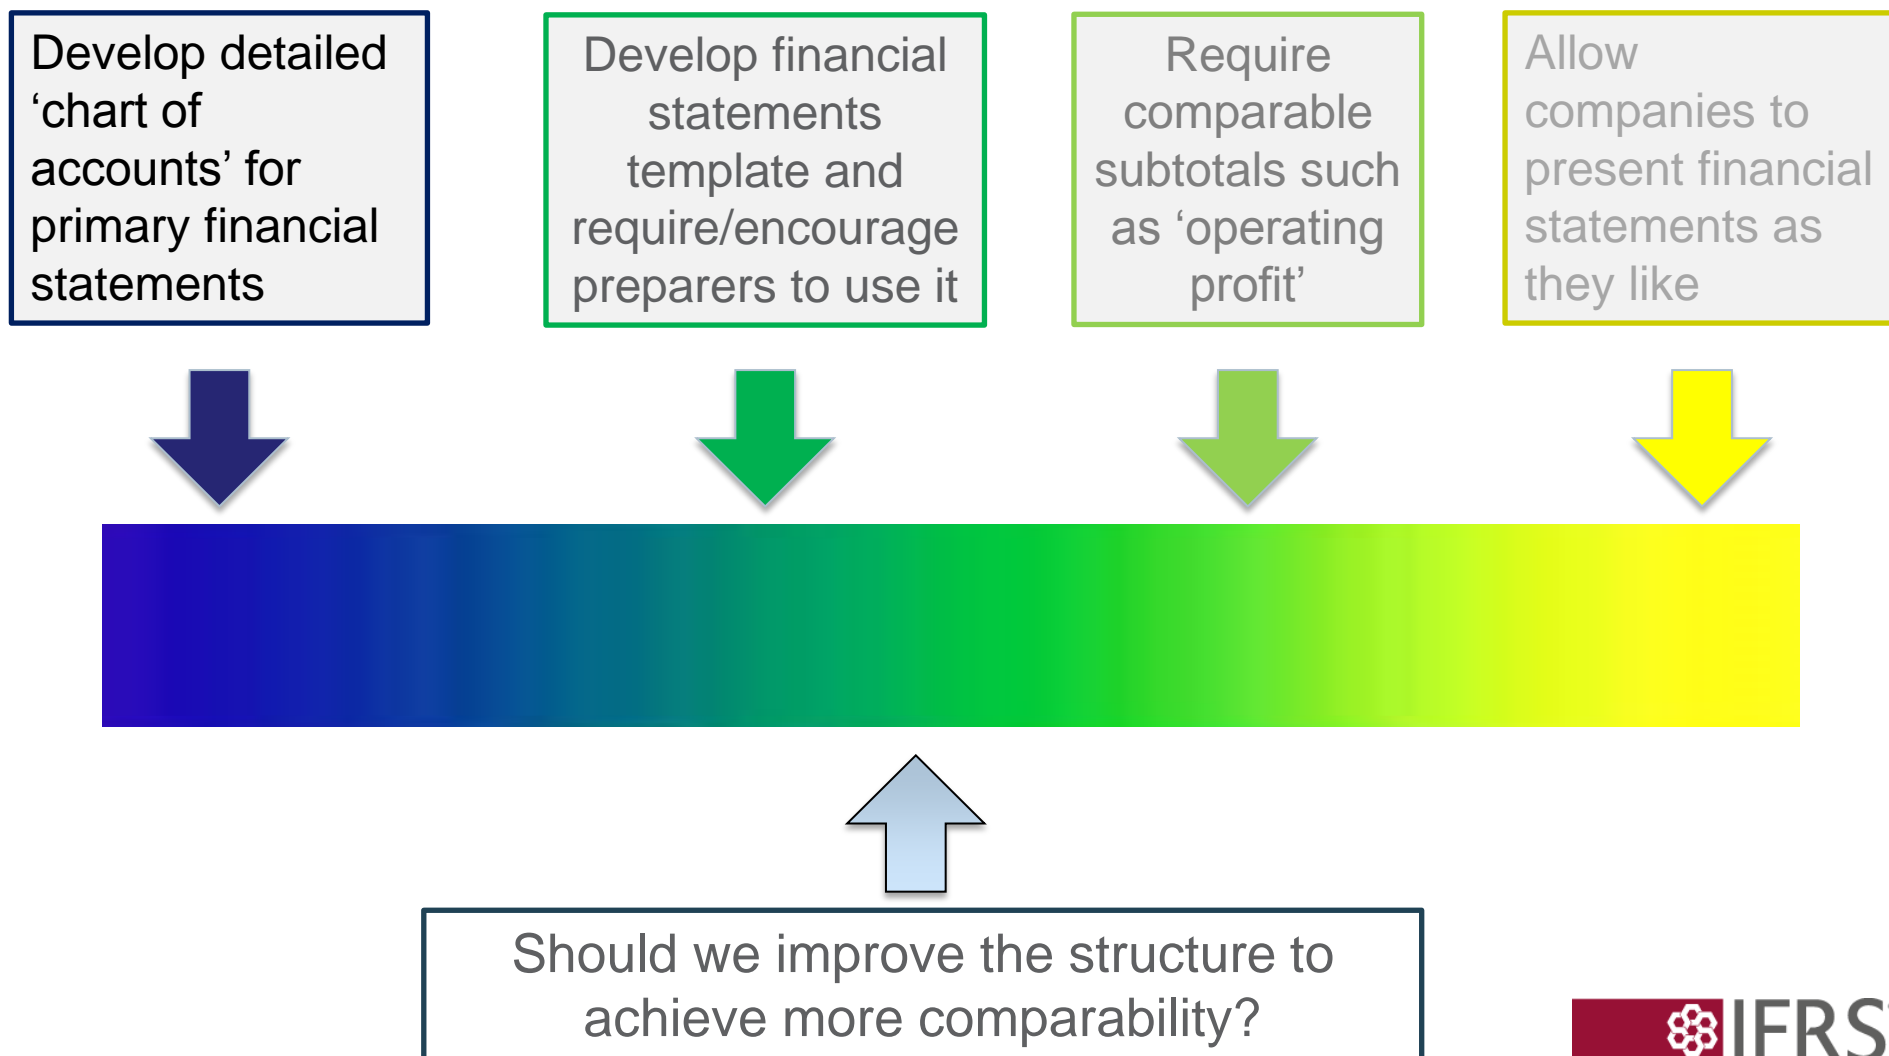 Develop detailed
‘chart of
accounts’ for
primary financial
statements
Develop financial
statements
template and
require/encourage
preparers to use it
Require
comparable
subtotals such
as ‘operating
profit’
Allow
companies to
present financial
statements as
they like
Should we improve the structure to
achieve more comparability?
IFRS